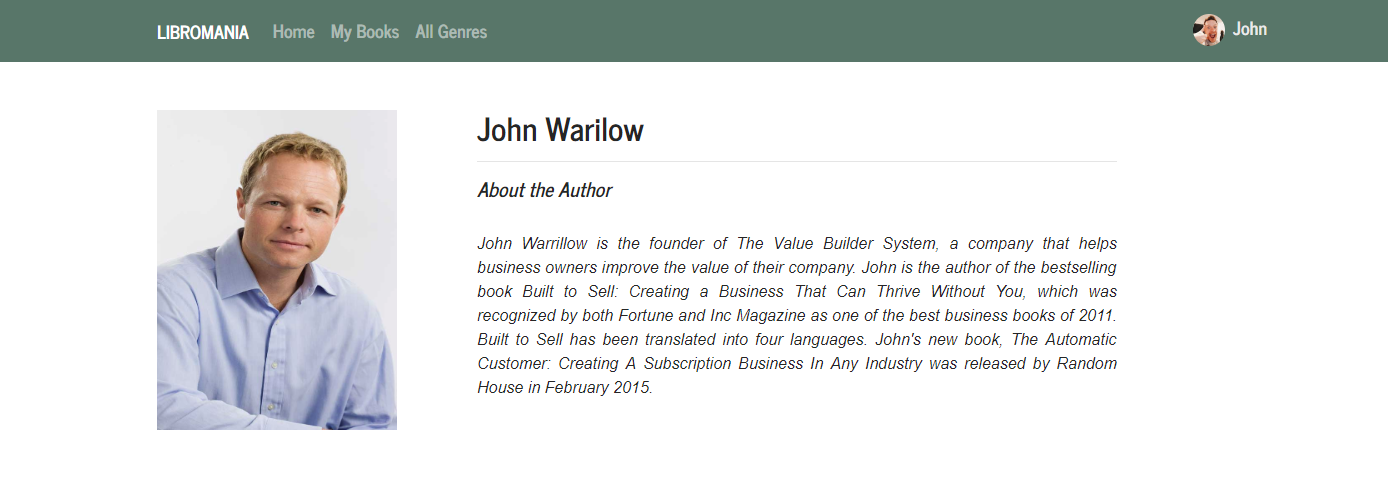 LIBROMANIA Home My Books All Genres John
John Warilow
About the Author
John Warrillow is the founder of The Value Builder System, a company that helps
business owners improve the value of their company. John is the author of the bestselling
book Built to Sell: Creating a Business That Can Thrive Without You, which was
recognized by both Fortune and Inc Magazine as one of the best business books of 2011.
Built to Sell has been translated into four languages. John's new book, The Automatic
Customer: Creating A Subscription Business In Any Industry was released by Random
House in February 2015.